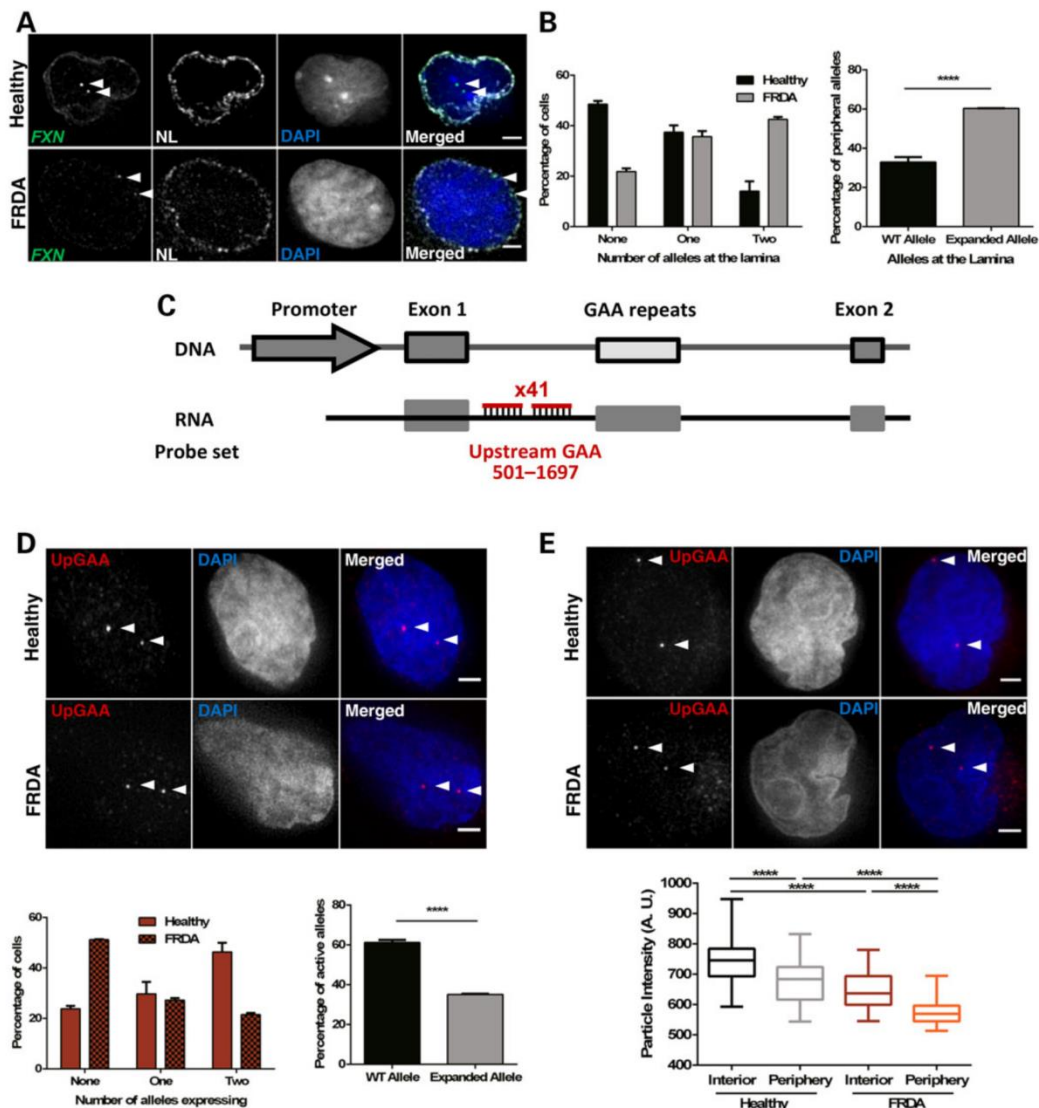 A
Healthy
FXN
NL
DAPI
Merged
FRDA
FXN
NL
DAPI
Merged
B
Percentage of cells
60
40
20
0
Healthy
FRDA
None One Two
Number of alleles at the lamina
Percentage of peripheral alleles
80
60
40
20
0
****
WT Allele Expanded Allele
Alleles at the Lamina
C
Promoter Exon 1 GAA repeats Exon 2
DNA
x41
RNA
Probe set
Upstream GAA
501–1697
D
Healthy
UpGAA DAPI Merged
FRDA
UpGAA DAPI Merged
Percentage of cells
60
40
20
0
Healthy
FRDA
None One Two
Number of alleles expressing
Percentage of active alleles
80
60
40
20
0
****
WT Allele Expanded Allele
E
Healthy
UpGAA DAPI Merged
FRDA
UpGAA DAPI Merged
Particle Intensity (A. U.)
1000
900
800
700
600
500
400
**** ****
**** ****
Interior Periphery Interior Periphery
Healthy FRDA